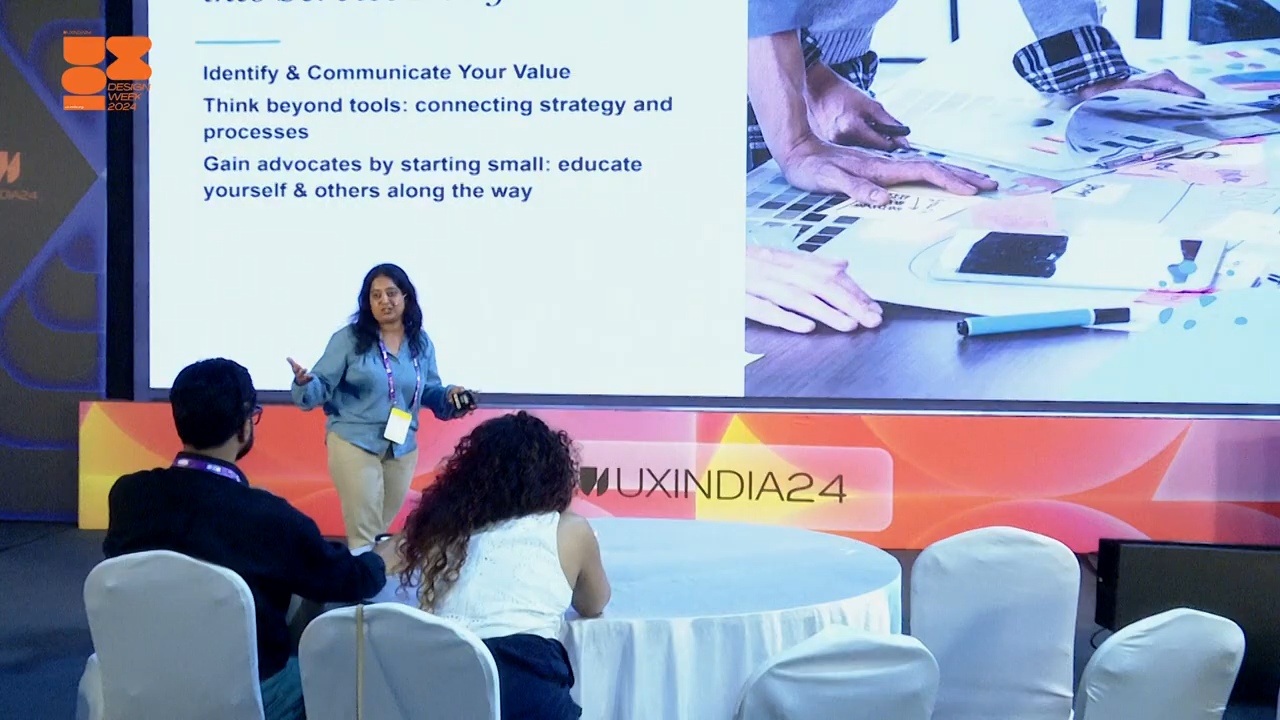 DESIGN
WEEK
2024
Identify & Communicate Your Value
Think beyond tools: connecting strategy and
processes
Gain advocates by starting small: educate
yourself & others along the way
UXINDIA24